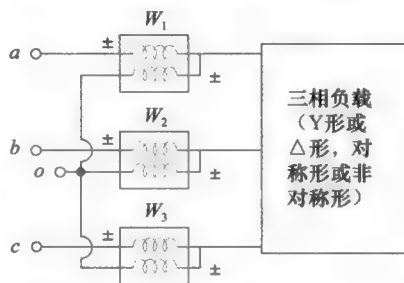 W₁
±
a
±
W₂
±
b
o
±
W₃
±
c
±
三相负载
（Y形或
△形，对
称形或非
对称形）